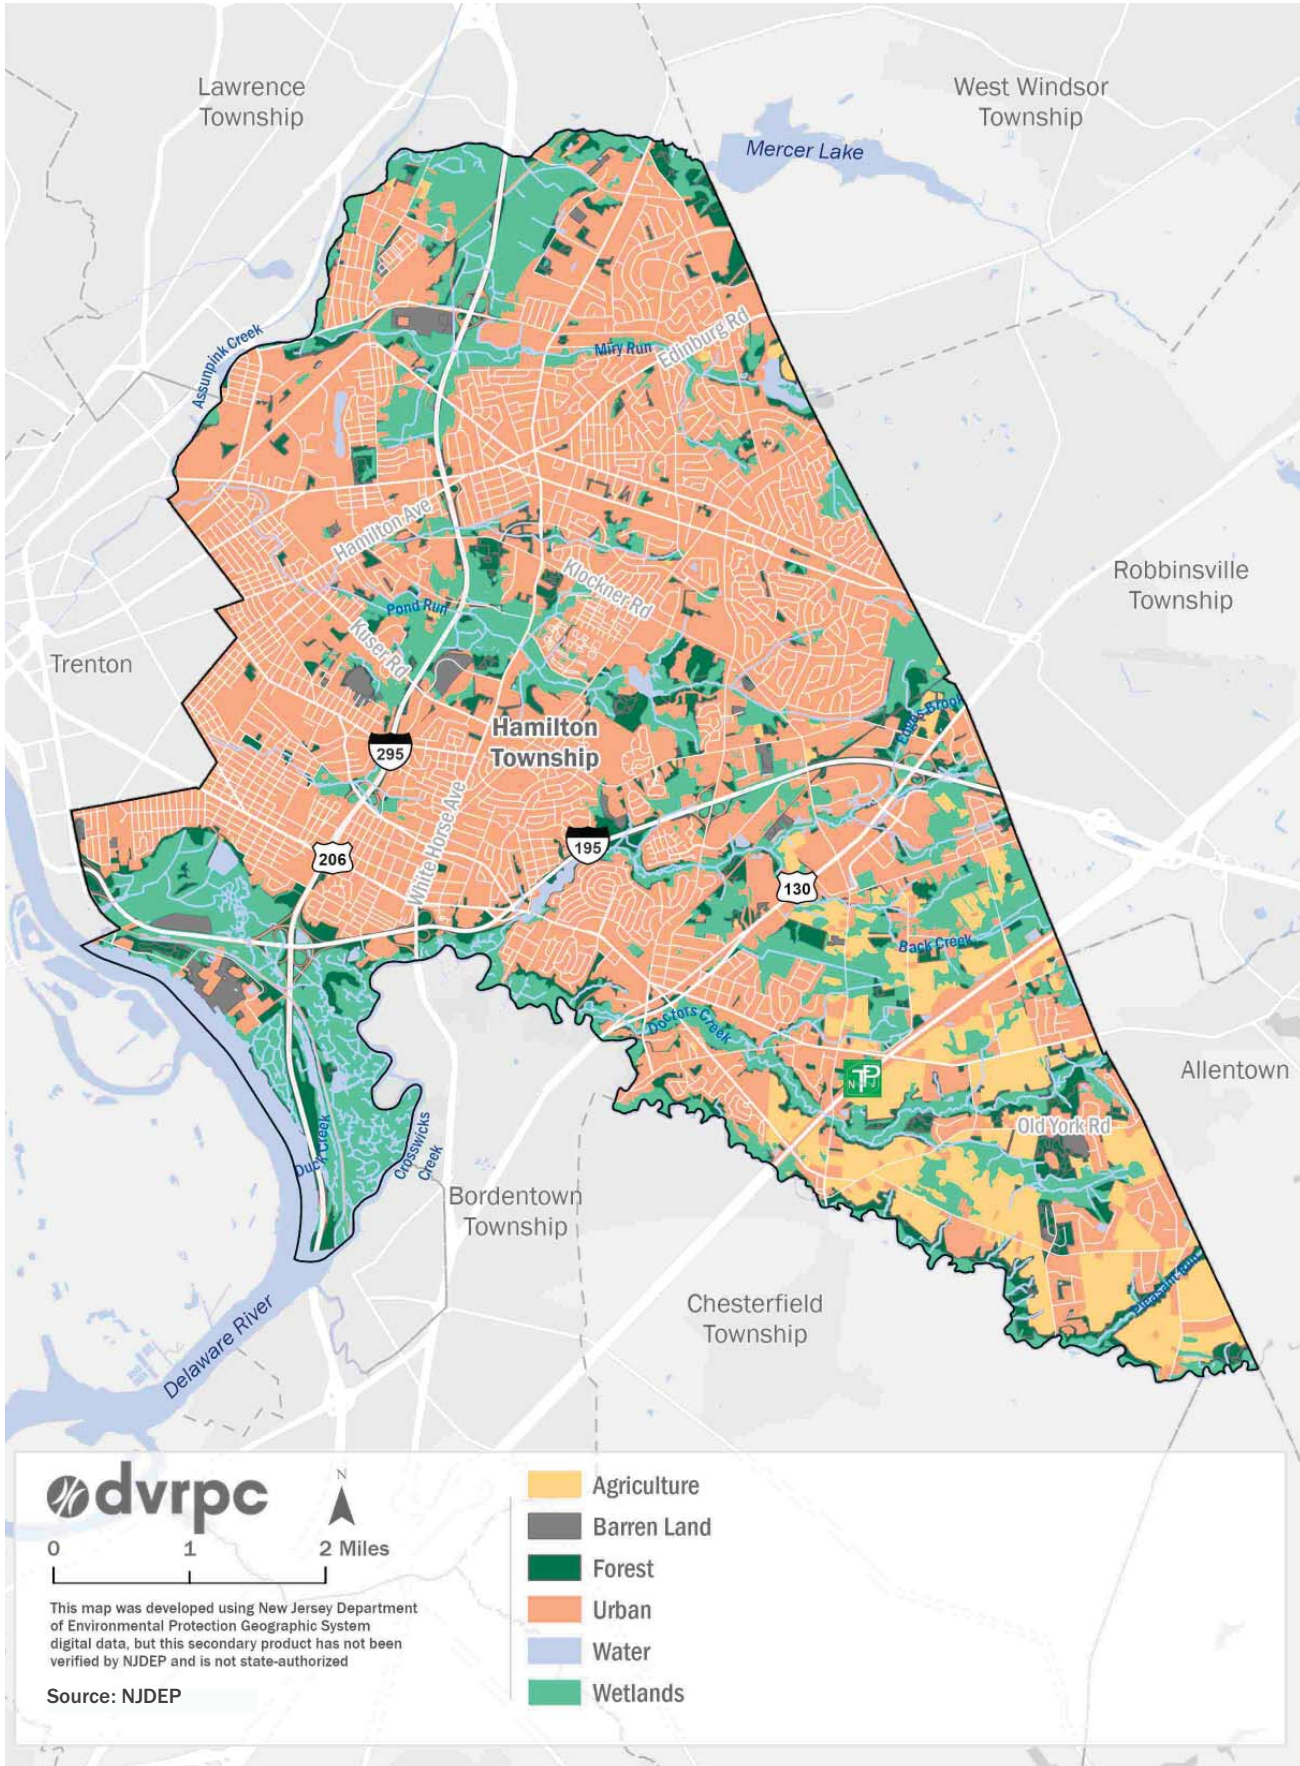 Lawrence
Township
West Windsor
Township
Mercer Lake
Assunpink Creek
Miry Run
Edinburg Rd
Hamilton Ave
Klockner Rd
Pond Run
Kuser Rd
Robbinsville
Township
Trenton
Edges Brook
Hamilton
Township
295
White Horse Ave
206
195
130
Back Creek
Doctors Creek
N TP J
Allentown
Old York Rd
Duck Creek
Crosswicks
Creek
Bordentown
Township
Pleasant Run
Chesterfield
Township
Delaware River
dvrpc
N
0 1 2 Miles
This map was developed using New Jersey Department
of Environmental Protection Geographic System
digital data, but this secondary product has not been
verified by NJDEP and is not state-authorized
Source: NJDEP
Agriculture
Barren Land
Forest
Urban
Water
Wetlands